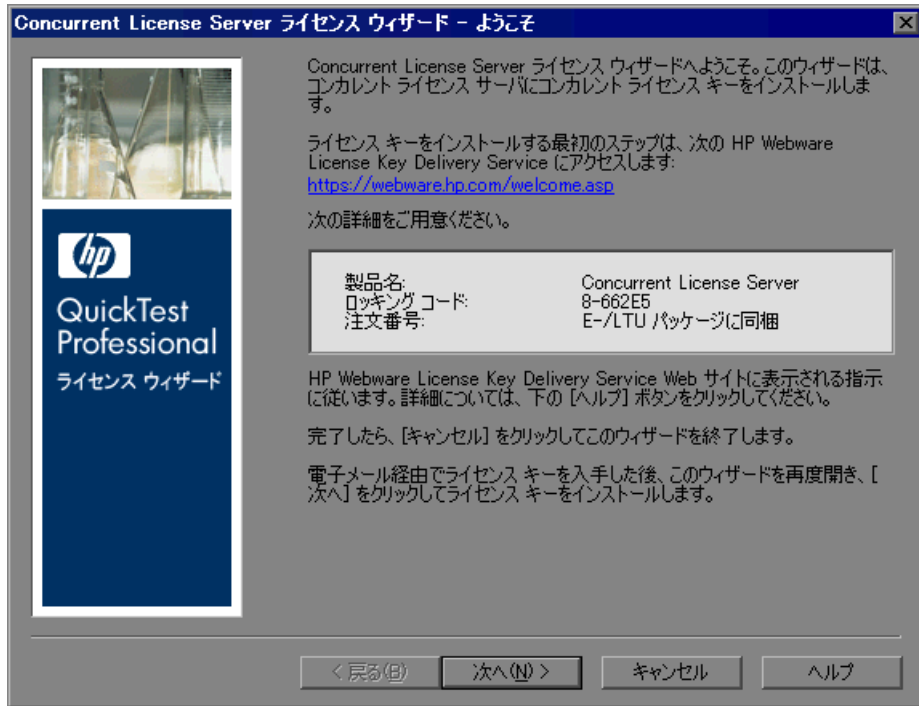 Concurrent License Server ライセンス ウィザード - ようこそ
hp
QuickTest
Professional
ライセンス ウィザード
Concurrent License Server ライセンス ウィザードへようこそ。このウィザードは、
コンカレント ライセンス サーバにコンカレント ライセンス キーをインストールしま
す。
ライセンス キーをインストールする最初のステップは、次の HP Webware
License Key Delivery Service にアクセスします:
https://webware.hp.com/welcome.asp
次の詳細をご用意ください。
製品名: Concurrent License Server
ロッキング コード: 8-662E5
注文番号: E-/LTU パッケージに同梱
HP Webware License Key Delivery Service Web サイトに表示される指示
に従います。詳細については、下の [ヘルプ] ボタンをクリックしてください。
完了したら、[キャンセル] をクリックしてこのウィザードを終了します。
電子メール経由でライセンス キーを入手した後、このウィザードを再度開き、[
次へ] をクリックしてライセンス キーをインストールします。
< 戻る(B) 次へ(N) > キャンセル ヘルプ